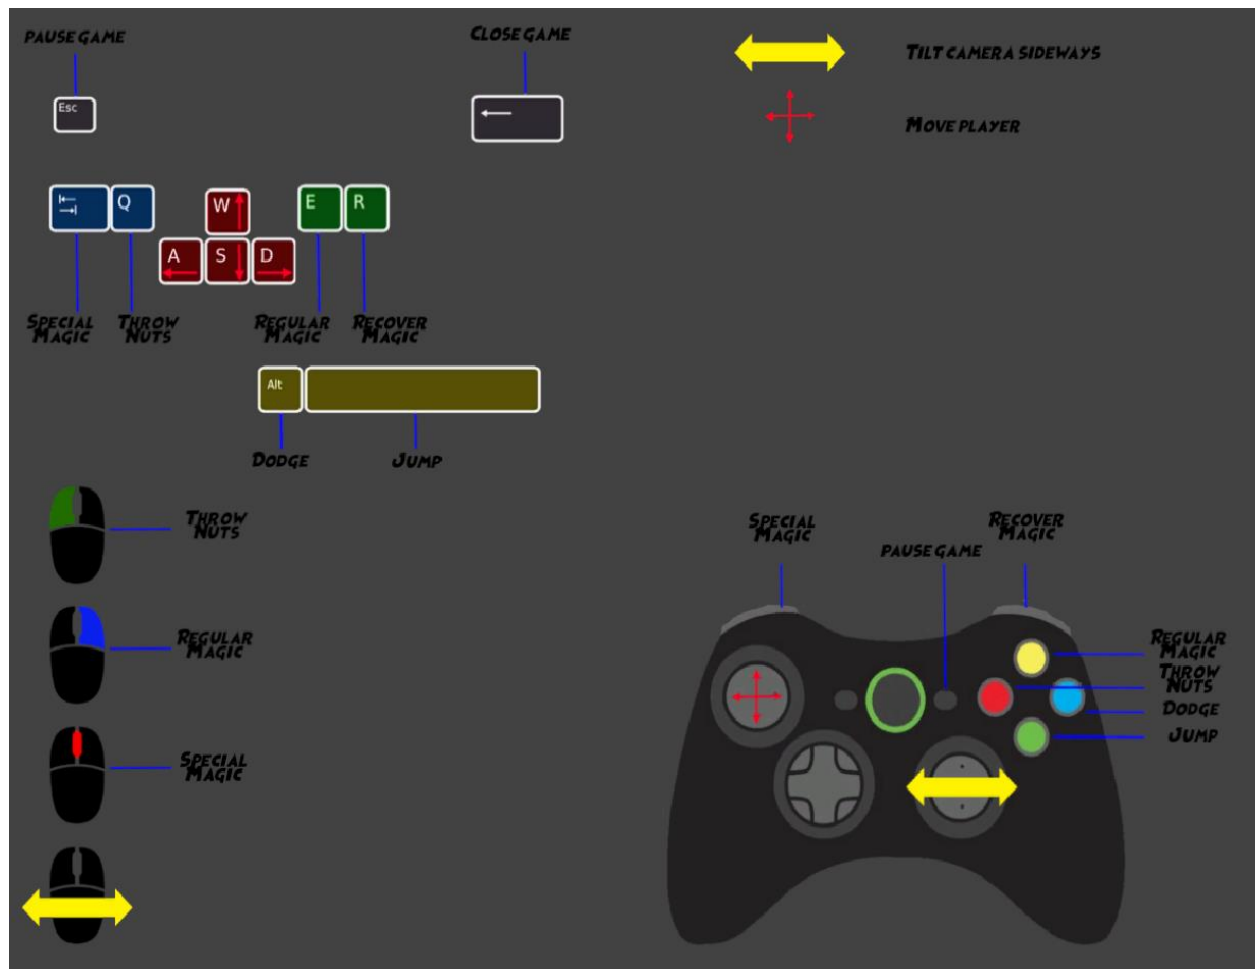 PAUSE GAME
CLOSE GAME
TILT CAMERA SIDEWAYS
Esc
MOVE PLAYER
Q
W
E
R
A
S
D
SPECIAL
MAGIC
THROW
NUTS
REGULAR
MAGIC
RECOVER
MAGIC
Alt
DODGE
JUMP
THROW
NUTS
REGULAR
MAGIC
SPECIAL
MAGIC
SPECIAL
MAGIC
PAUSE GAME
RECOVER
MAGIC
REGULAR
MAGIC
THROW
NUTS
DODGE
JUMP